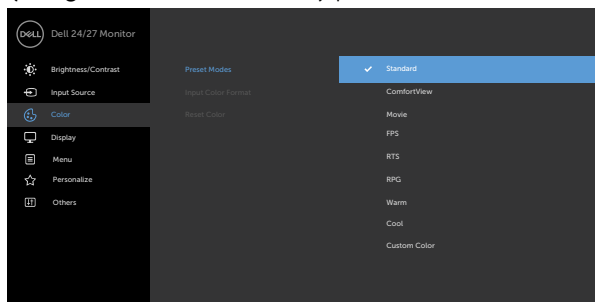 DELL
Dell 24/27 Monitor
Brightness/Contrast
Input Source
Color
Display
Menu
Personalize
Others
Preset Modes
Input Color Format
Reset Color
Standard
ComfortView
Movie
FPS
RTS
RPG
Warm
Cool
Custom Color